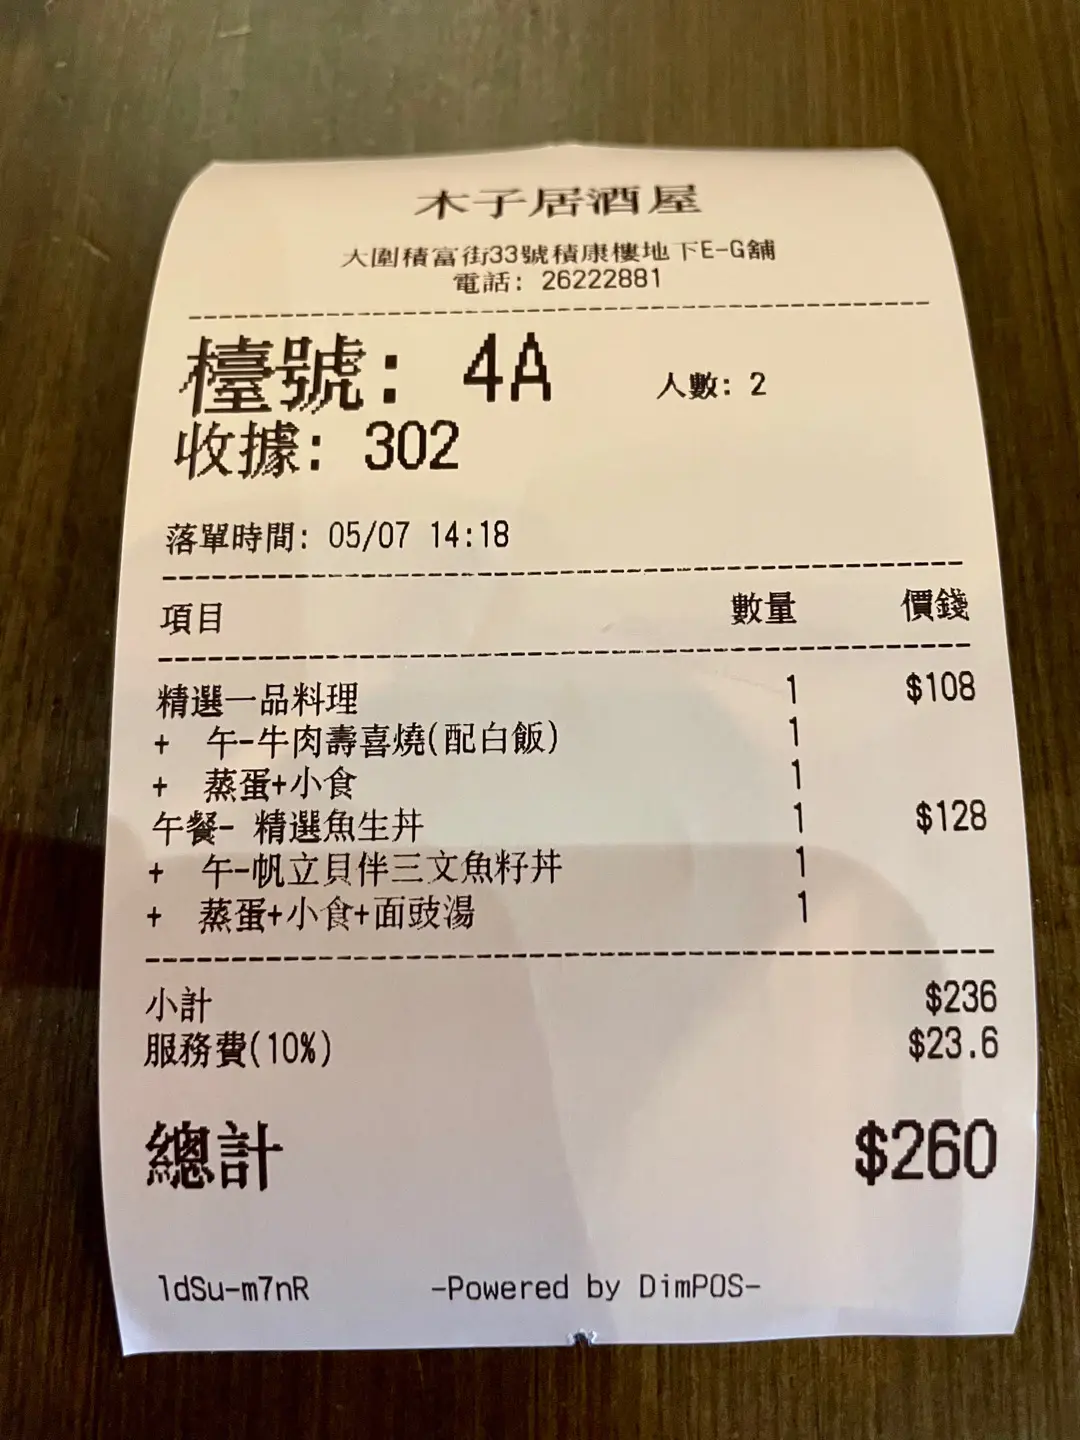 木子居酒屋
大圍積富街33號積康樓地下E-G舖
電話: 26222881
檯號: 4A 人數: 2
收據: 302
落單時間: 05/07 14:18
項目 數量 價錢
精選一品料理 1 $108
+ 午-牛肉壽喜燒(配白飯) 1
+ 蒸蛋+小食 1
午餐- 精選魚生丼 1 $128
+ 午-帆立貝伴三文魚籽丼 1
+ 蒸蛋+小食+面豉湯 1
小計 $236
服務費(10%) $23.6
總計 $260
ldSu-m7nR -Powered by DimPOS-